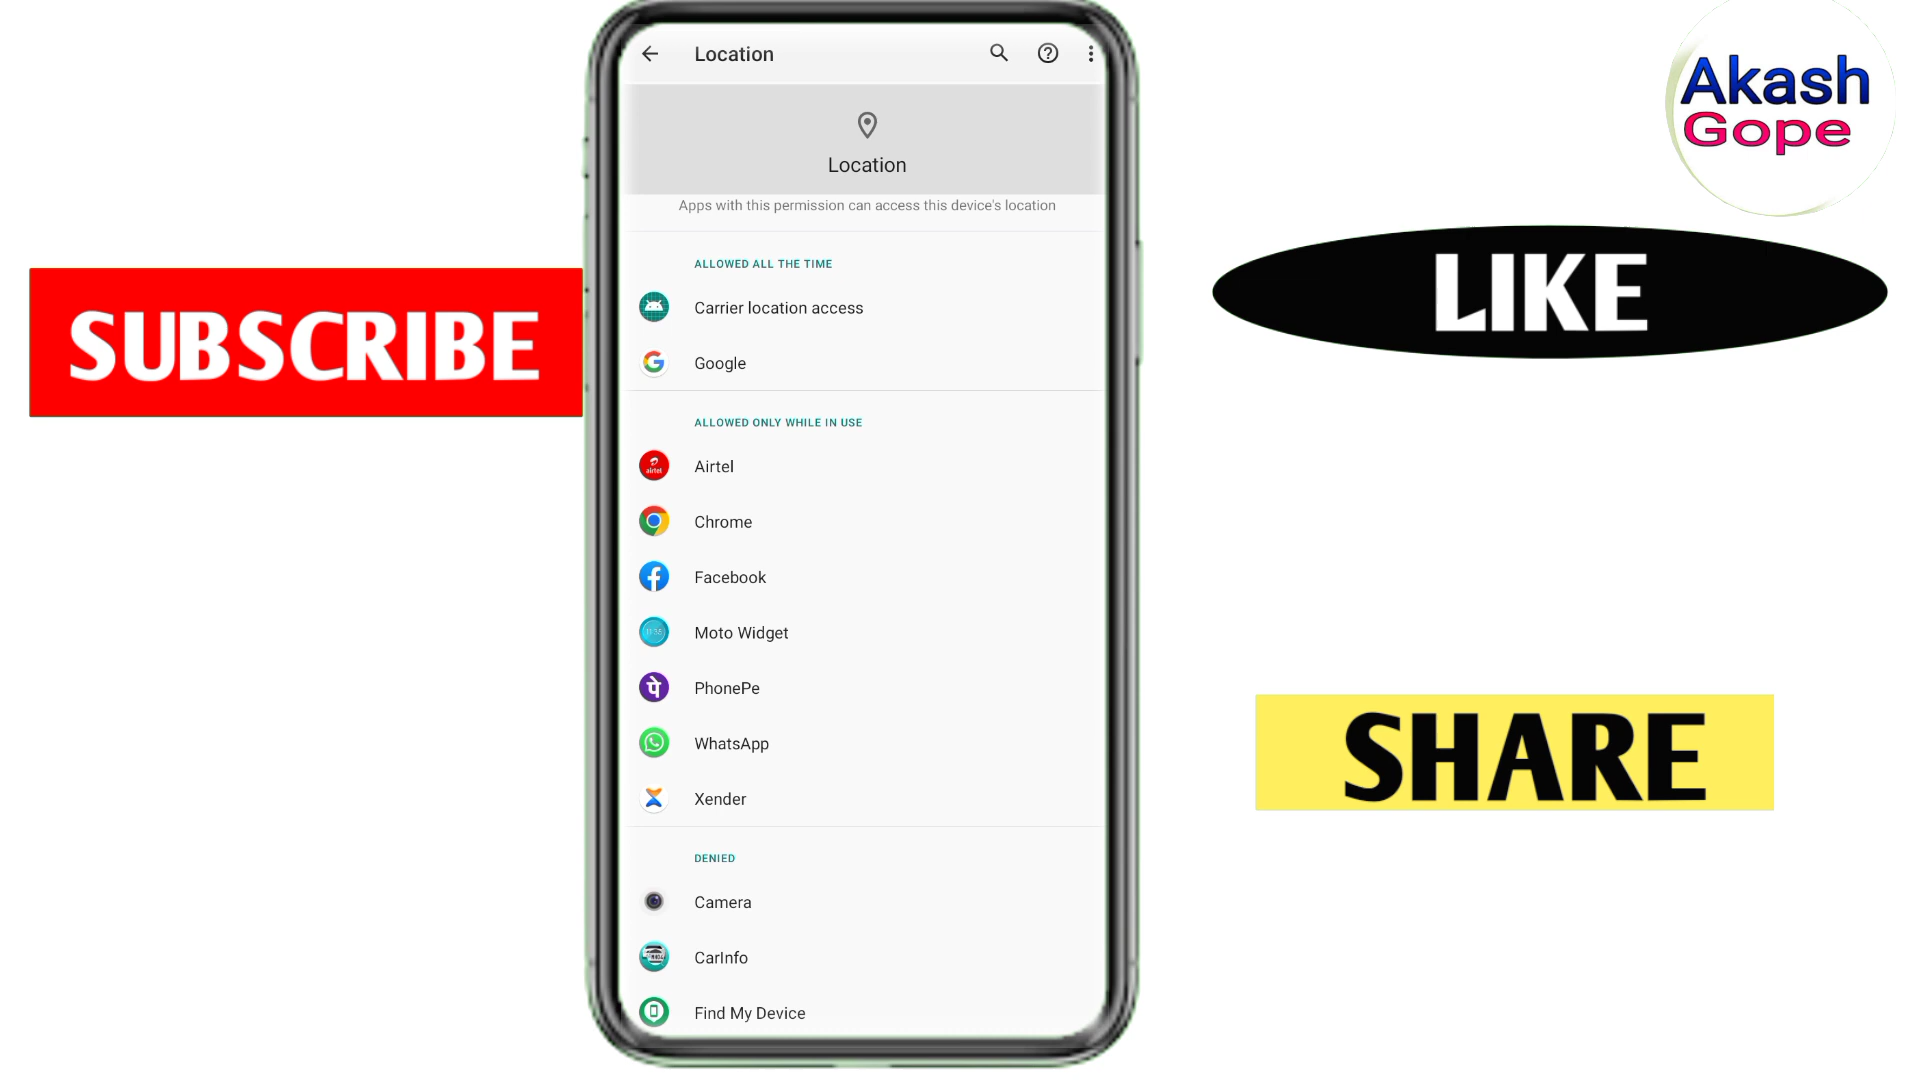 Location
Location
Apps with this permission can access this device's location
ALLOWED ALL THE TIME
Carrier location access
Google
ALLOWED ONLY WHILE IN USE
airtel
Airtel
Chrome
Facebook
Moto Widget
पे
PhonePe
WhatsApp
Xender
DENIED
Camera
CarInfo
Find My Device
SUBSCRIBE
Akash
Gope
LIKE
SHARE